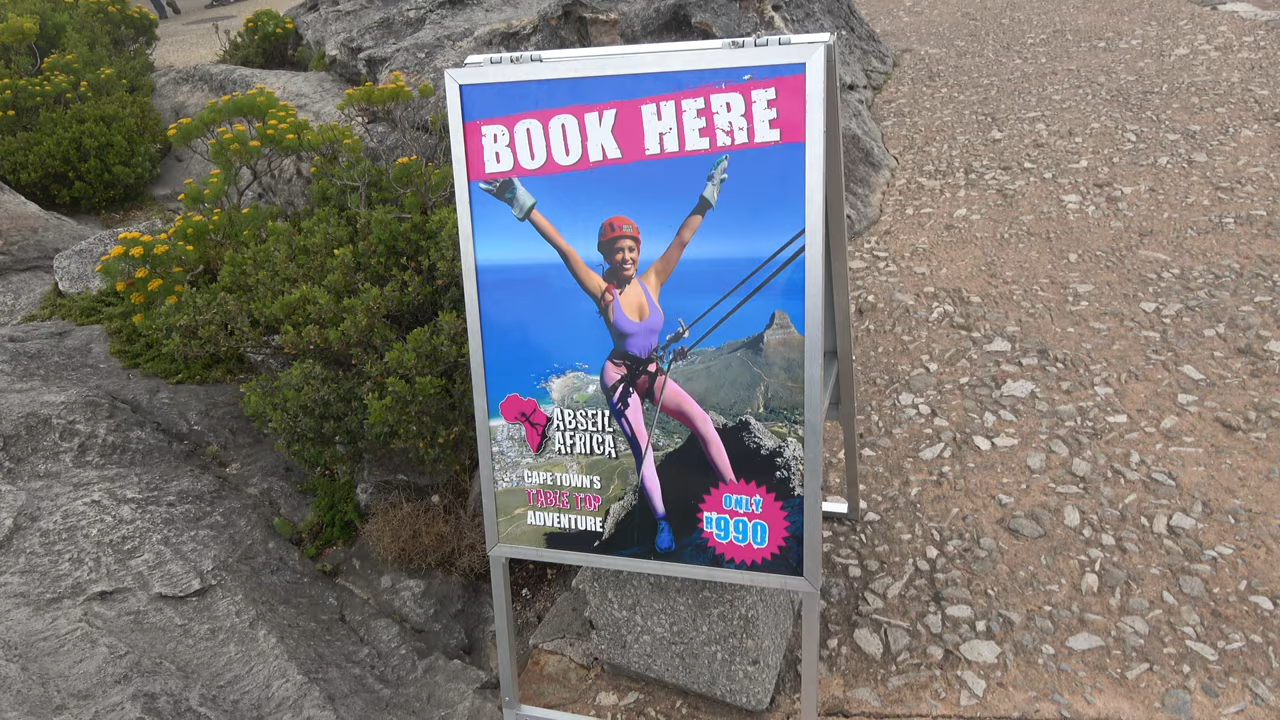 BOOK HERE
ABSEIL
AFRICA
CAPE TOWN'S
TABLE TOP
ADVENTURE
ONLY
R990